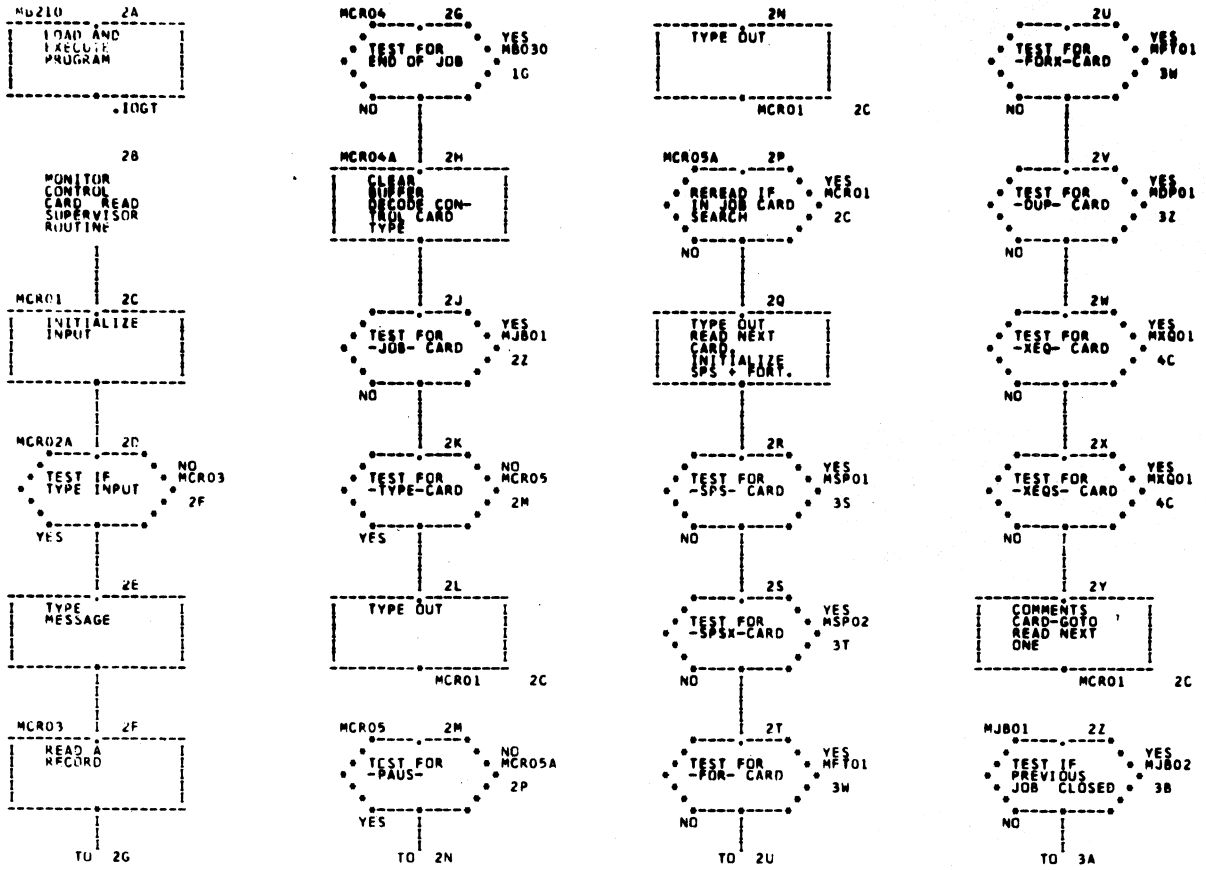 MB210 2A
LOAD AND
EXECUTE
PROGRAM
.IOGT
2B
MONITOR
CONTROL
CARD READ
SUPERVISOR
ROUTINE
MCR01 2C
INITIALIZE
INPUT
MCR02A 2D
TEST IF
TYPE INPUT
NO
MCR03
2F
YES
2E
TYPE
MESSAGE
MCR03 2F
READ A
RECORD
TO 2G
MCR04 2G
TEST FOR
END OF JOB
YES
MB030
1G
NO
MCR04A 2H
CLEAR
BUFFER
DECODE CON-
TROL CARD
TYPE
2J
TEST FOR
-JOB- CARD
YES
MJB01
2Z
NO
2K
TEST FOR
-TYPE-CARD
NO
MCR05
2M
YES
2L
TYPE OUT
MCR01 2C
MCR05 2M
TEST FOR
-PAUS-
NO
MCR05A
2P
YES
TO 2N
2N
TYPE OUT
MCR01 2C
MCR05A 2P
REREAD IF
IN JOB CARD
SEARCH
YES
MCR01
2C
NO
2Q
TYPE OUT
READ NEXT
CARD.
INITIALIZE
SPS + FORT.
2R
TEST FOR
-SPS- CARD
YES
MSP01
3S
NO
2S
TEST FOR
-SPSX-CARD
YES
MSP02
3T
NO
2T
TEST FOR
-FOR- CARD
YES
MFT01
3W
NO
TO 2U
2U
TEST FOR
-FORX-CARD
YES
MFT01
3W
NO
2V
TEST FOR
-DUP- CARD
YES
MDP01
3Z
NO
2W
TEST FOR
-XEQ- CARD
YES
MXQ01
4C
NO
2X
TEST FOR
-XEQS- CARD
YES
MXQ01
4C
NO
2Y
COMMENTS
CARD-GOTO
READ NEXT
ONE
MCR01 2C
MJB01 2Z
TEST IF
PREVIOUS
JOB CLOSED
YES
MJB02
3B
NO
TO 3A